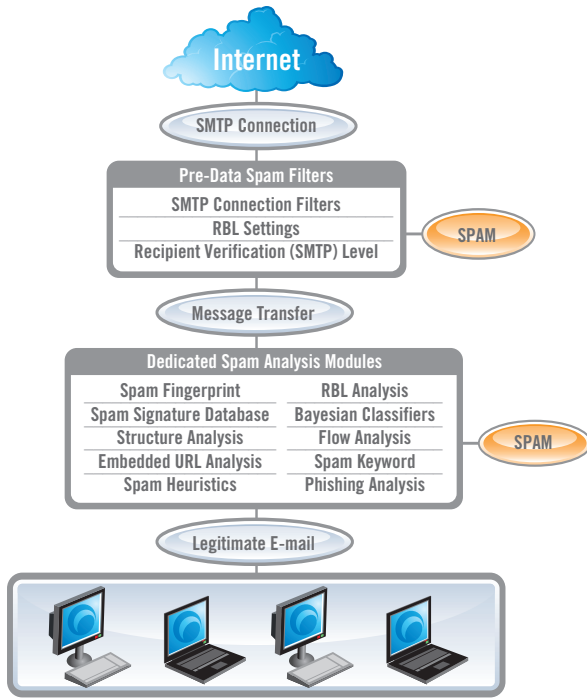 Internet
SMTP Connection
Pre-Data Spam Filters
SMTP Connection Filters
RBL Settings
Recipient Verification (SMTP) Level
SPAM
Message Transfer
Dedicated Spam Analysis Modules
Spam Fingerprint
Spam Signature Database
Structure Analysis
Embedded URL Analysis
Spam Heuristics
RBL Analysis
Bayesian Classifiers
Flow Analysis
Spam Keyword
Phishing Analysis
SPAM
Legitimate E-mail